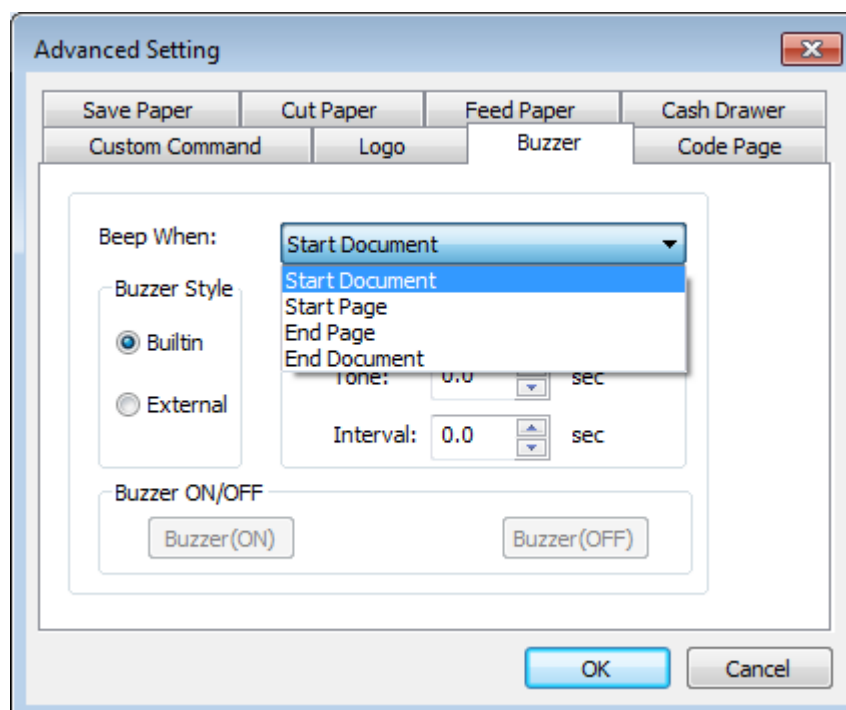 Advanced Setting
Save Paper Cut Paper Feed Paper Cash Drawer
Custom Command Logo Buzzer Code Page
Beep When: Start Document
Start Document
Start Page
End Page
End Document
Buzzer Style
Builtin
External
Tone: 0.0 sec
Interval: 0.0 sec
Buzzer ON/OFF
Buzzer(ON) Buzzer(OFF)
OK Cancel